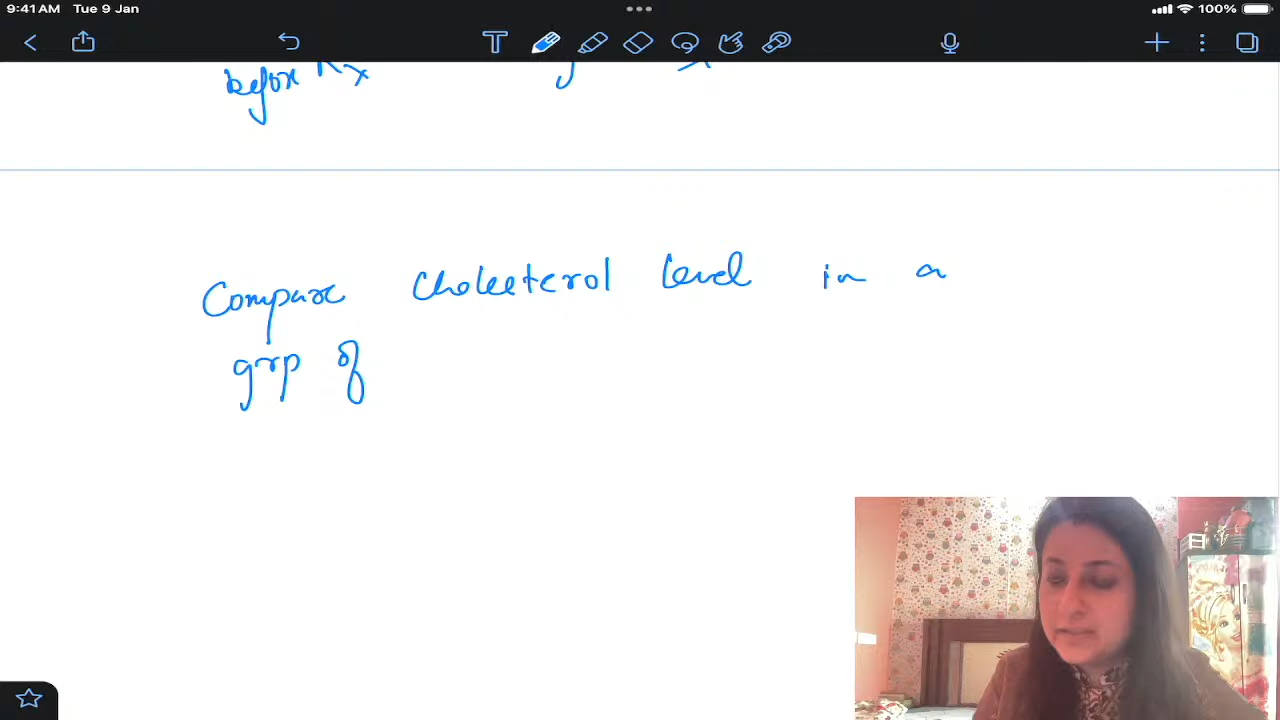 9:41 AM Tue 9 Jan
100%
before Rx
Compare Choleeterol level in a
grp of